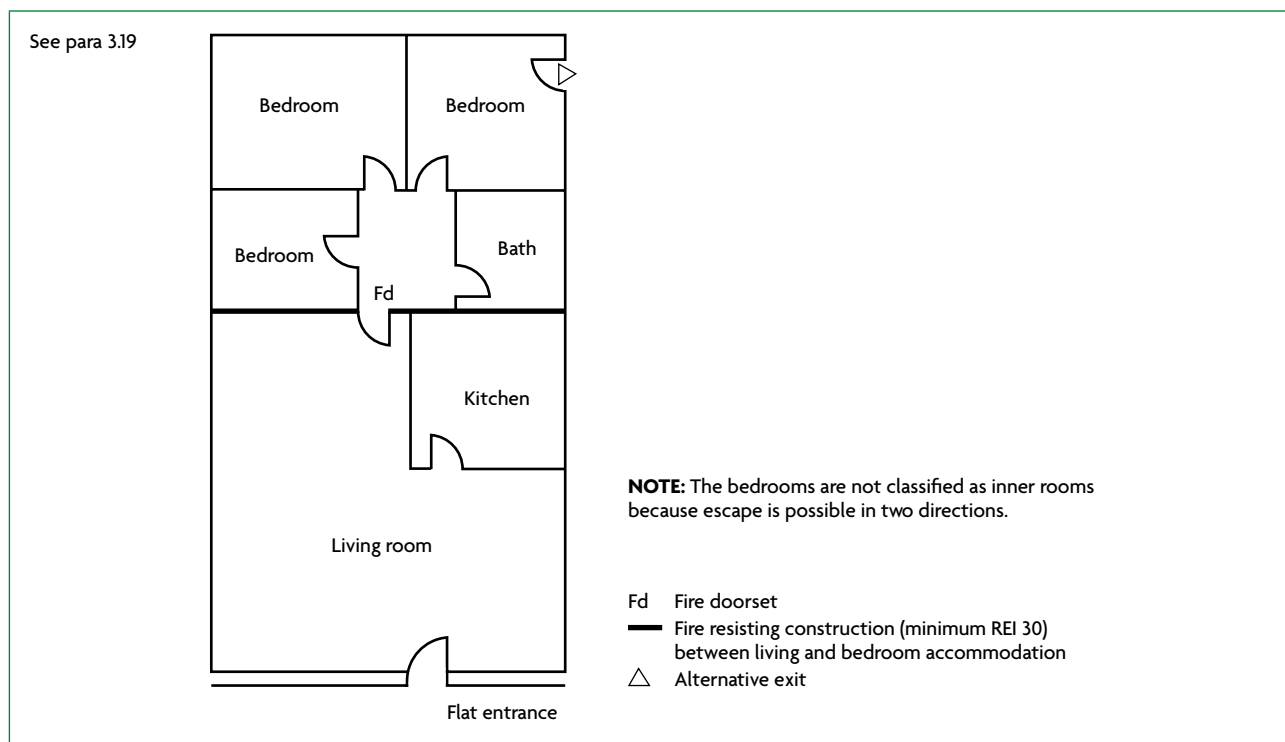 See para 3.19
Bedroom
Bedroom
Bedroom
Bath
Fd
Kitchen
Living room
Flat entrance
NOTE: The bedrooms are not classified as inner rooms
because escape is possible in two directions.
Fd Fire doorset
Fire resisting construction (minimum REI 30)
between living and bedroom accommodation
Alternative exit